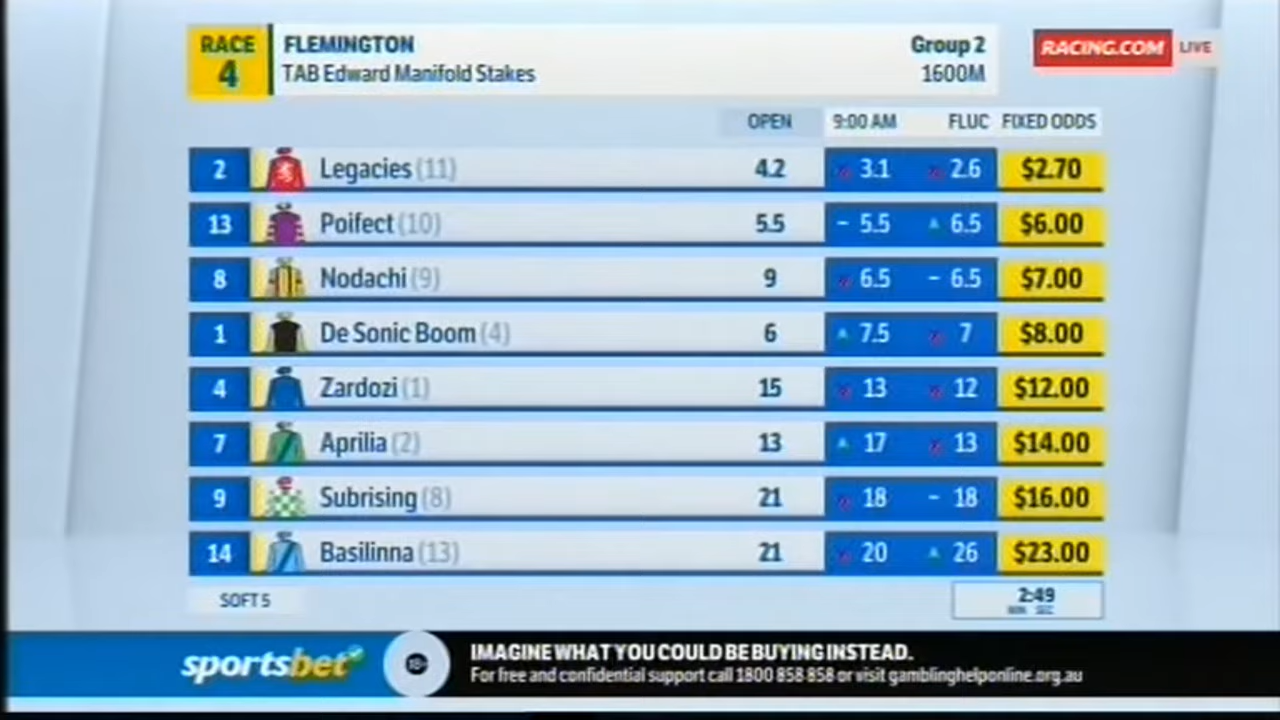 RACE 4
FLEMINGTON
Group 2
TAB Edward Manifold Stakes
1600M
RACING.COM LIVE
OPEN 9:00 AM FLUC FIXED ODDS
2 Legacies (11) 4.2 3.1 2.6 $2.70
13 Poifect (10) 5.5 - 5.5 6.5 $6.00
8 Nodachi (9) 9 6.5 - 6.5 $7.00
1 De Sonic Boom (4) 6 7.5 7 $8.00
4 Zardozi (1) 15 13 12 $12.00
7 Aprilia (2) 13 17 13 $14.00
9 Subrising (8) 21 18 - 18 $16.00
14 Basilinna (13) 21 20 26 $23.00
SOFT 5
2:49
MIN SEC
sportsbet
18+
IMAGINE WHAT YOU COULD BE BUYING INSTEAD.
For free and confidential support call 1800 858 858 or visit gamblinghelponline.org.au